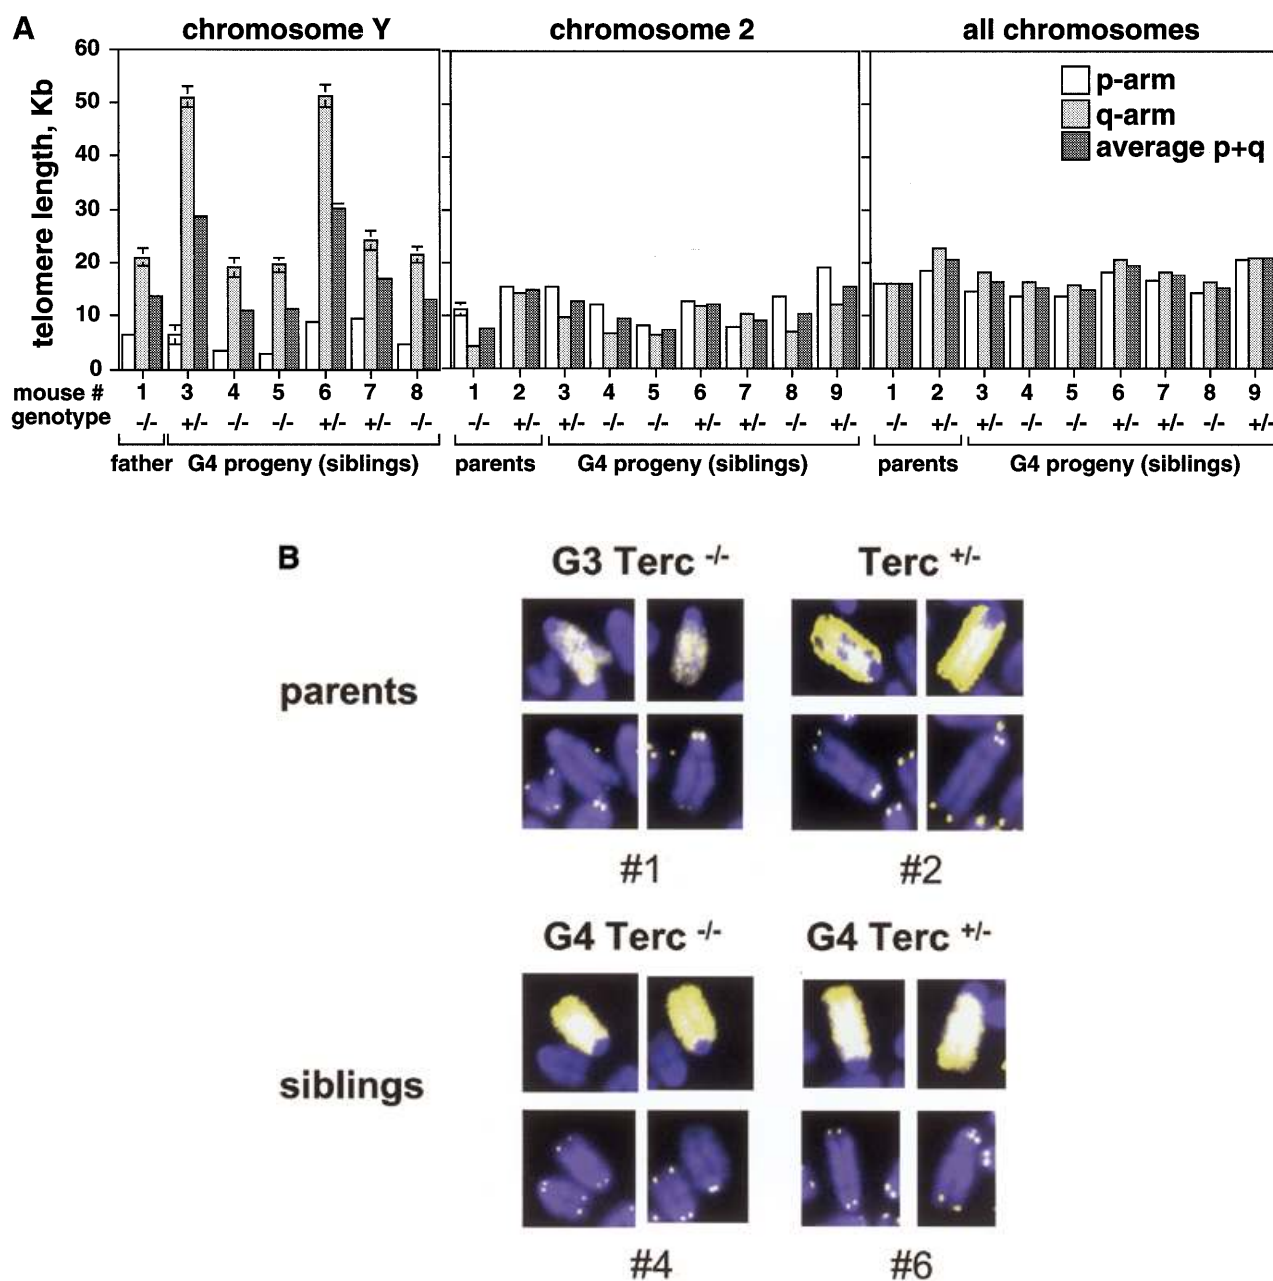 A
chromosome Y
chromosome 2
all chromosomes
telomere length, Kb
60
50
40
30
20
10
0
p-arm
q-arm
average p+q
mouse # 1 3 4 5 6 7 8 1 2 3 4 5 6 7 8 9 1 2 3 4 5 6 7 8 9
genotype -/- +/- -/- -/- +/- +/- -/- -/- +/- +/- -/- -/- +/- +/- -/- +/- -/- +/- +/- -/- -/- +/- +/- -/- +/-
father G4 progeny (siblings) parents G4 progeny (siblings) parents G4 progeny (siblings)
B
G3 Terc -/- Terc +/-
parents
#1 #2
G4 Terc -/- G4 Terc +/-
siblings
#4 #6